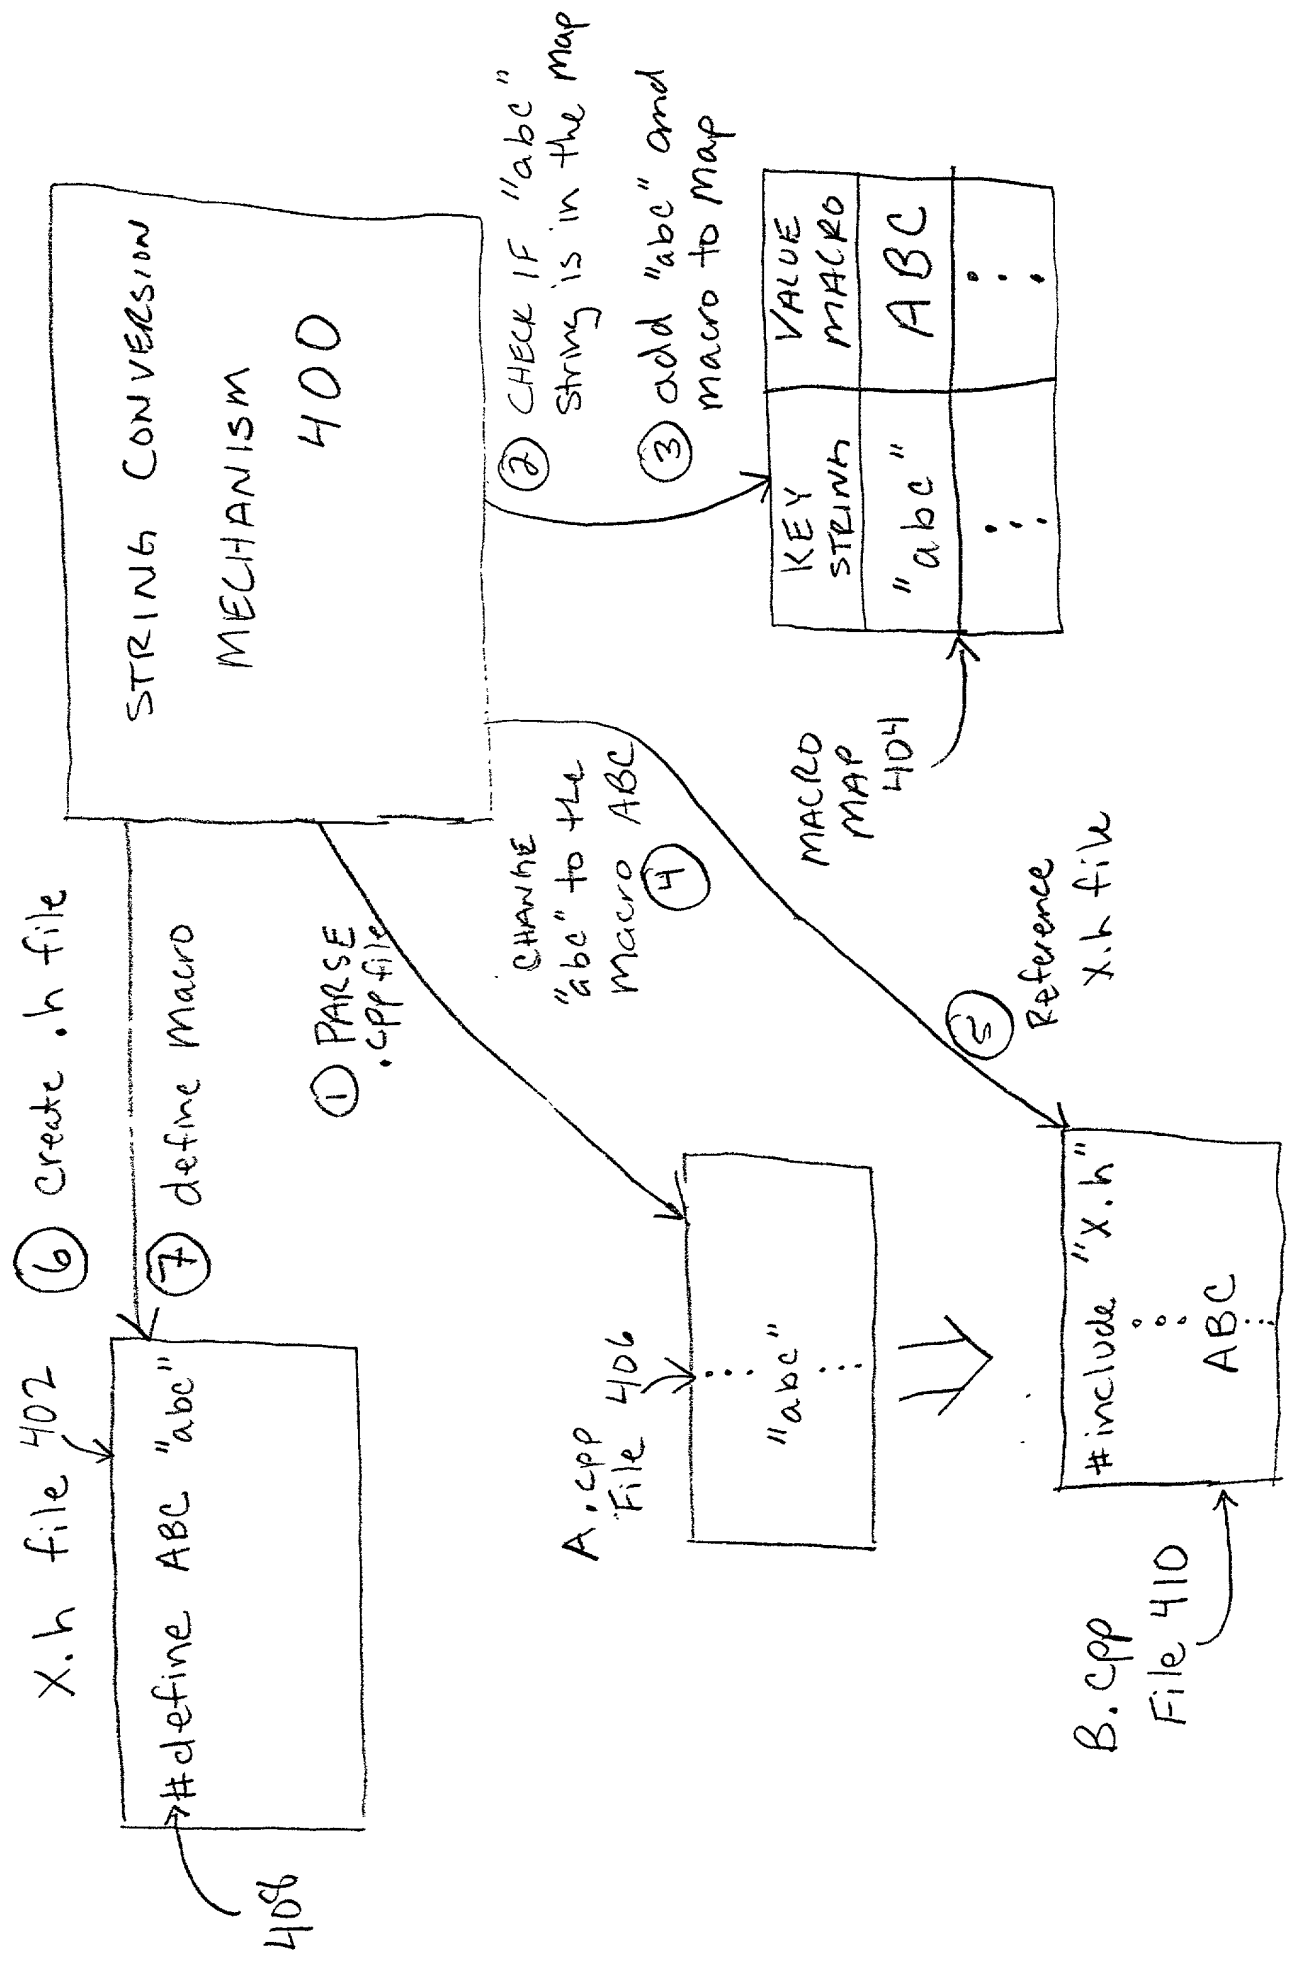 X.h file 402
#define ABC "abc"
408
6 create .h file
7 define macro
STRING CONVERSION
MECHANISM
400
1 PARSE
.cpp file
2 CHECK IF "abc"
String is in the map
3 add "abc" and
macro to map
CHANGE
"abc" to the
Macro ABC
4
A.cpp
File 406
"abc"
MACRO
MAP
404
KEY
STRING
VALUE
MACRO
"abc"
ABC
5 Reference
X.h file
B.cpp
File 410
#include "X.h"
ABC